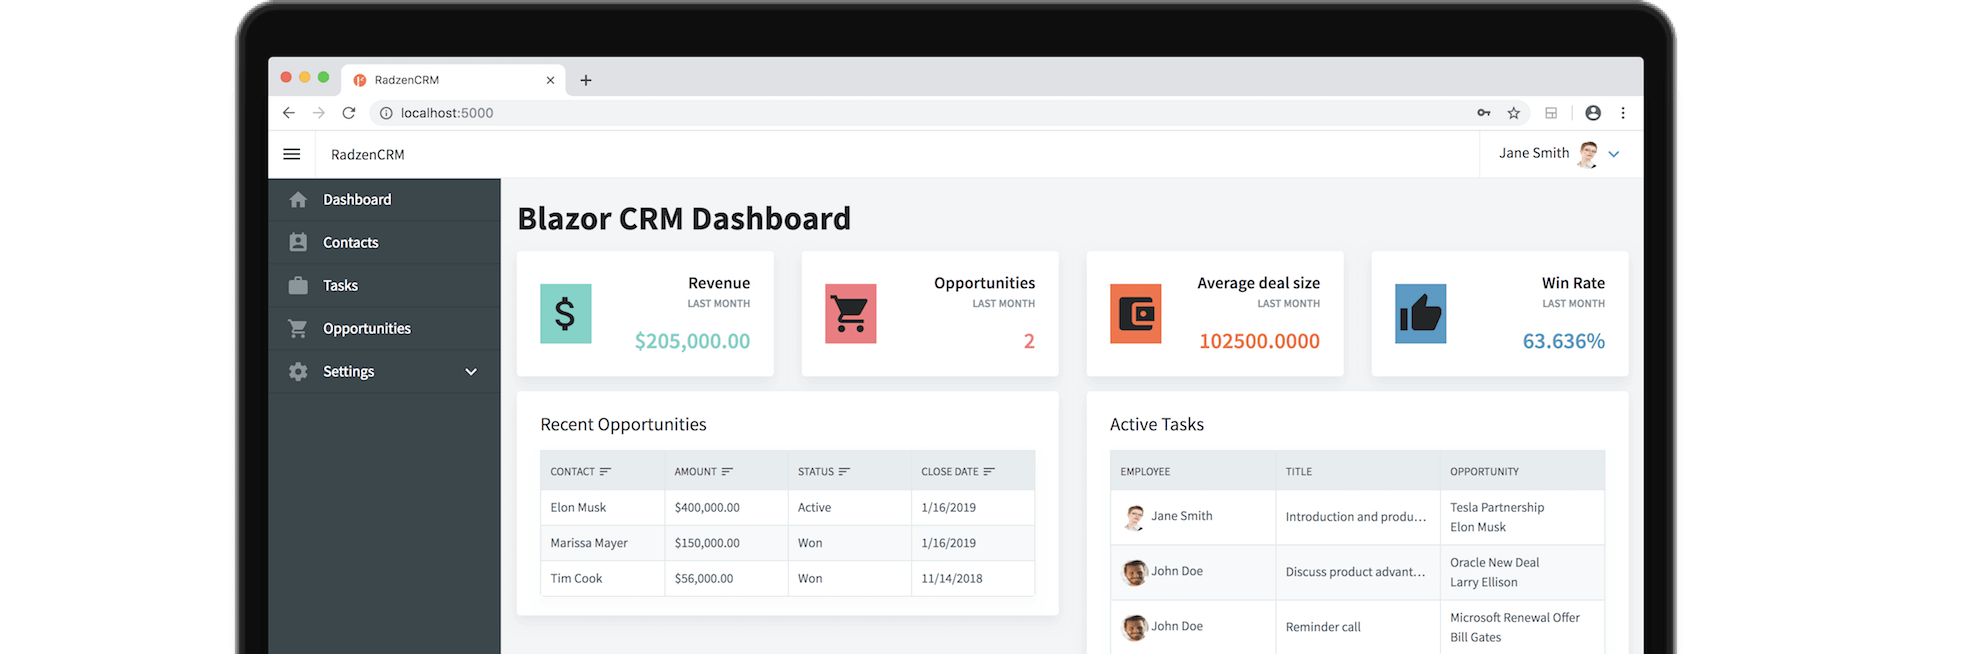 RadzenCRM
localhost:5000
RadzenCRM
Jane Smith
Dashboard
Contacts
Tasks
Opportunities
Settings
Blazor CRM Dashboard
Revenue
LAST MONTH
$205,000.00
Opportunities
LAST MONTH
2
Average deal size
LAST MONTH
102500.0000
Win Rate
LAST MONTH
63.636%
Recent Opportunities
CONTACT AMOUNT STATUS CLOSE DATE
Elon Musk $400,000.00 Active 1/16/2019
Marissa Mayer $150,000.00 Won 1/16/2019
Tim Cook $56,000.00 Won 11/14/2018
Active Tasks
EMPLOYEE TITLE OPPORTUNITY
Jane Smith Introduction and produ... Tesla Partnership
Elon Musk
John Doe Discuss product advant... Oracle New Deal
Larry Ellison
John Doe Reminder call Microsoft Renewal Offer
Bill Gates